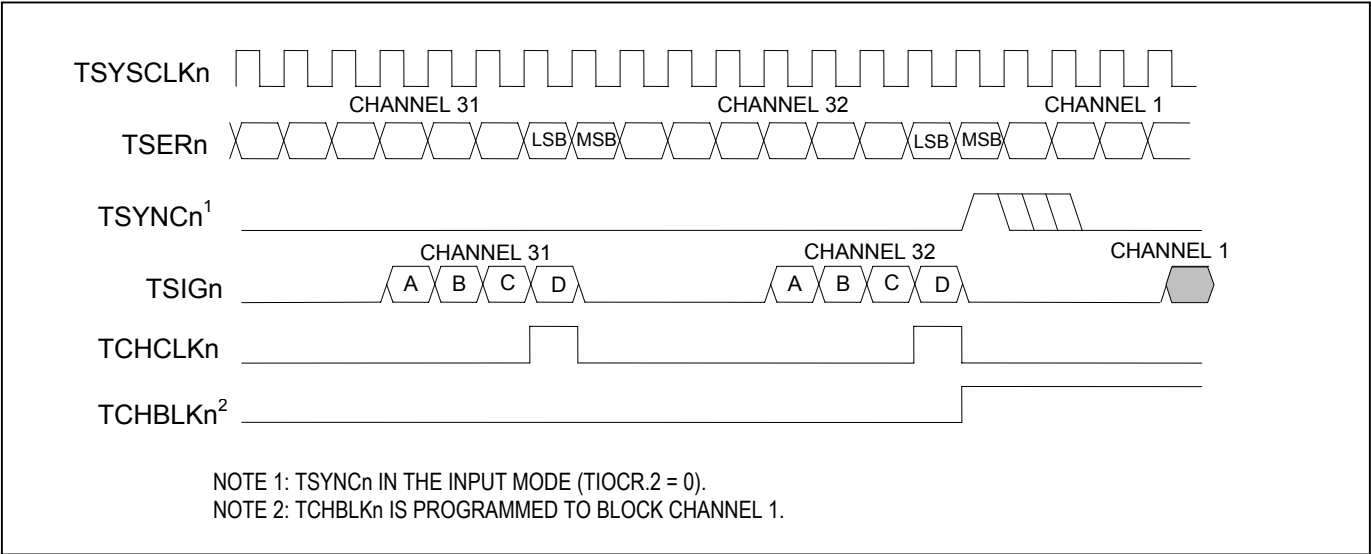 TSYSCLKn
CHANNEL 31 CHANNEL 32 CHANNEL 1
TSERn LSB MSB LSB MSB
TSYNCn1
CHANNEL 31 CHANNEL 32 CHANNEL 1
TSIGn A B C D A B C D
TCHCLKn
TCHBLKn2
NOTE 1: TSYNCn IN THE INPUT MODE (TIOCR.2 = 0).
NOTE 2: TCHBLKn IS PROGRAMMED TO BLOCK CHANNEL 1.